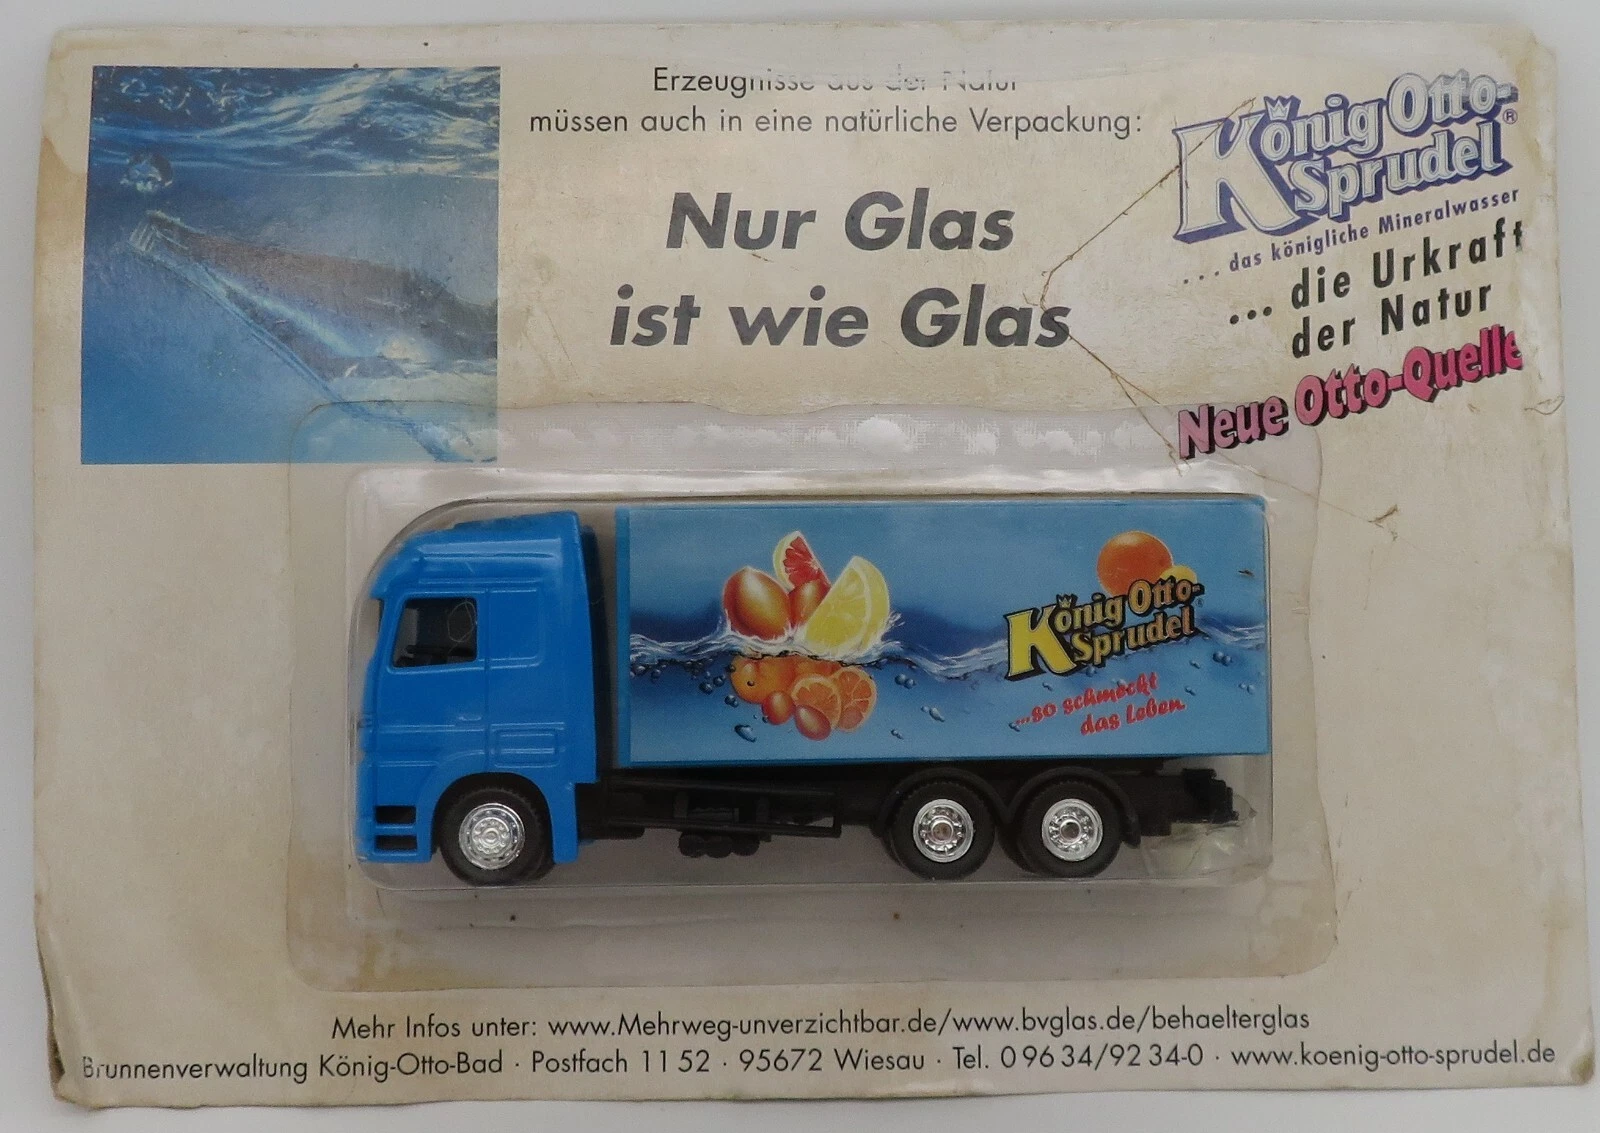 Erzeugnisse aus der Natur
müssen auch in eine natürliche Verpackung:
Nur Glas
ist wie Glas
König Otto-
Sprudel®
...das königliche Mineralwasser
... die Urkraft
der Natur
Neue Otto-Quelle
König Otto-
Sprudel
...so schmeckt
das Leben
Mehr Infos unter: www.Mehrweg-unverzichtbar.de/www.bvglas.de/behaelterglas
Brunnenverwaltung König-Otto-Bad · Postfach 11 52 · 95672 Wiesau · Tel. 0 96 34/92 34-0 · www.koenig-otto-sprudel.de